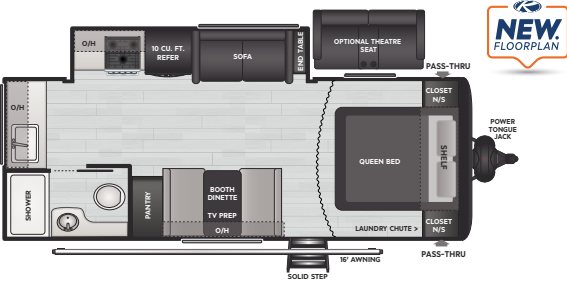 NEW.
FLOORPLAN
O/H
10 CU. FT.
REFER
SOFA
END TABLE
OPTIONAL THEATRE
SEAT
PASS-THRU
CLOSET
N/S
O/H
POWER
TONGUE
JACK
QUEEN BED
SHELF
SHOWER
PANTRY
BOOTH
DINETTE
TV PREP
O/H
LAUNDRY CHUTE >
CLOSET
N/S
PASS-THRU
16' AWNING
SOLID STEP